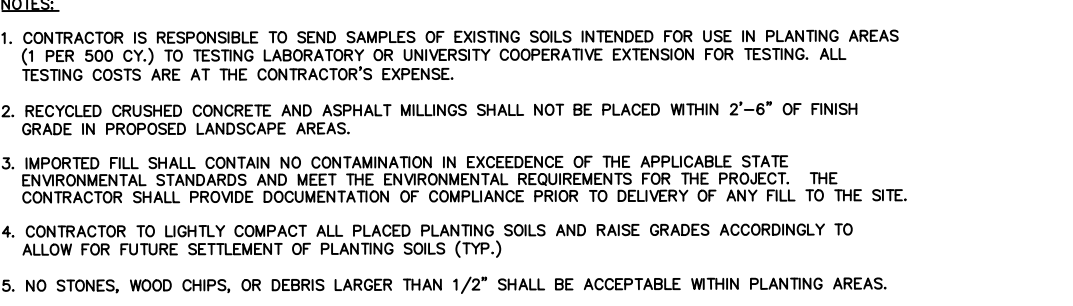 NOTES:
1. CONTRACTOR IS RESPONSIBLE TO SEND SAMPLES OF EXISTING SOILS INTENDED FOR USE IN PLANTING AREAS
(1 PER 500 CY.) TO TESTING LABORATORY OR UNIVERSITY COOPERATIVE EXTENSION FOR TESTING. ALL
TESTING COSTS ARE AT THE CONTRACTOR'S EXPENSE.
2. RECYCLED CRUSHED CONCRETE AND ASPHALT MILLINGS SHALL NOT BE PLACED WITHIN 2'-6" OF FINISH
GRADE IN PROPOSED LANDSCAPE AREAS.
3. IMPORTED FILL SHALL CONTAIN NO CONTAMINATION IN EXCEEDENCE OF THE APPLICABLE STATE
ENVIRONMENTAL STANDARDS AND MEET THE ENVIRONMENTAL REQUIREMENTS FOR THE PROJECT. THE
CONTRACTOR SHALL PROVIDE DOCUMENTATION OF COMPLIANCE PRIOR TO DELIVERY OF ANY FILL TO THE SITE.
4. CONTRACTOR TO LIGHTLY COMPACT ALL PLACED PLANTING SOILS AND RAISE GRADES ACCORDINGLY TO
ALLOW FOR FUTURE SETTLEMENT OF PLANTING SOILS (TYP.)
5. NO STONES, WOOD CHIPS, OR DEBRIS LARGER THAN 1/2" SHALL BE ACCEPTABLE WITHIN PLANTING AREAS.